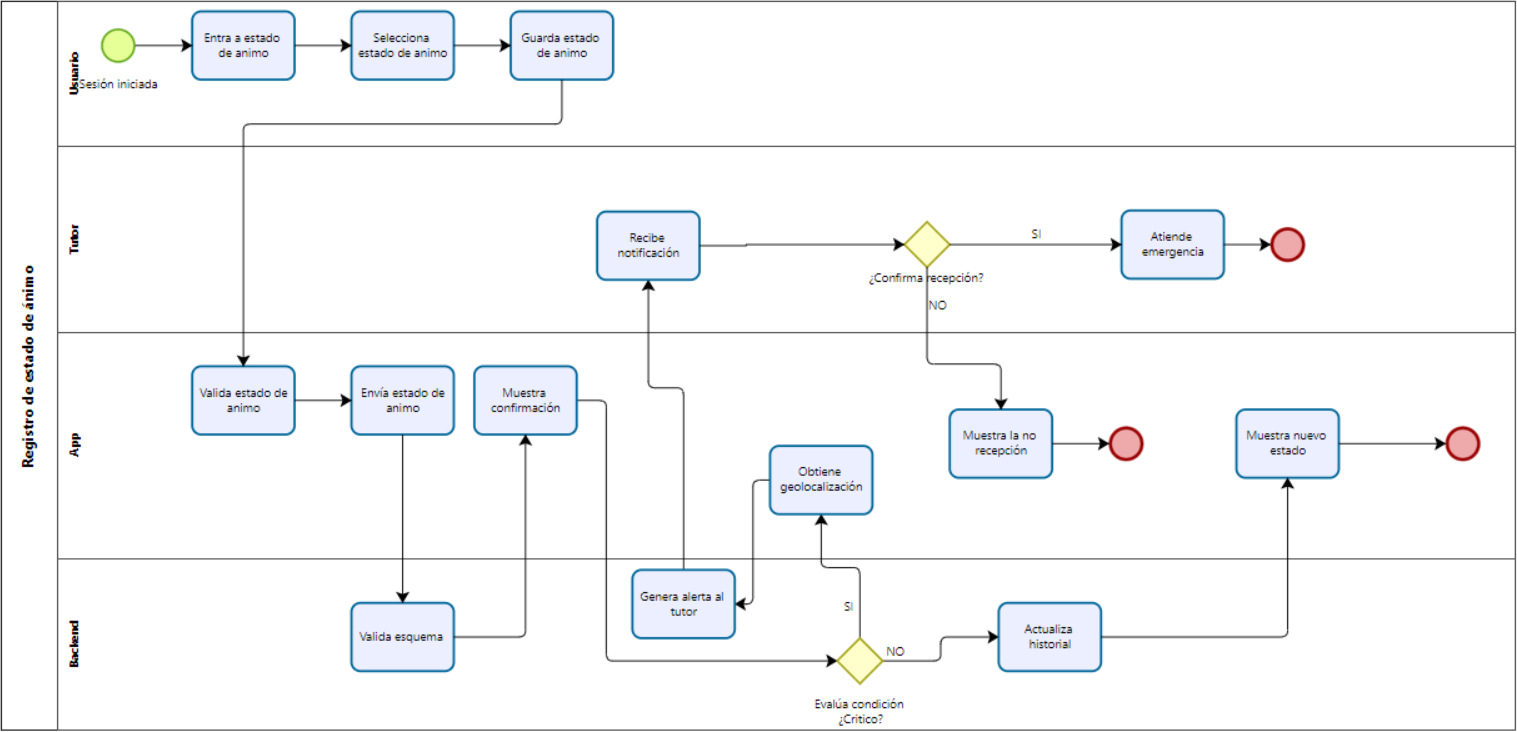 Registro de estado de ánimo
Usuario
Sesión iniciada
Entra a estado
de animo
Selecciona
estado de animo
Guarda estado
de animo
Tutor
Recibe
notificación
¿Confirma recepción?
SI
NO
Atiende
emergencia
App
Valida estado de
animo
Envía estado de
animo
Muestra
confirmación
Obtiene
geolocalización
Muestra la no
recepción
Muestra nuevo
estado
Backend
Valida esquema
Genera alerta al
tutor
SI
NO
Evalúa condición
¿Critico?
Actualiza
historial